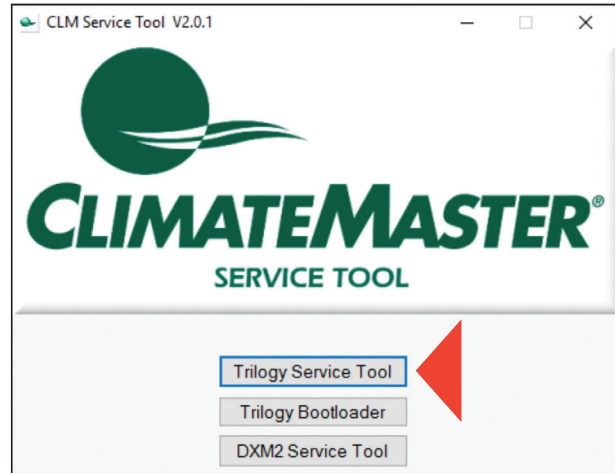 CLM Service Tool V2.0.1
CLIMATEMASTER®
SERVICE TOOL
Trilogy Service Tool
Trilogy Bootloader
DXM2 Service Tool